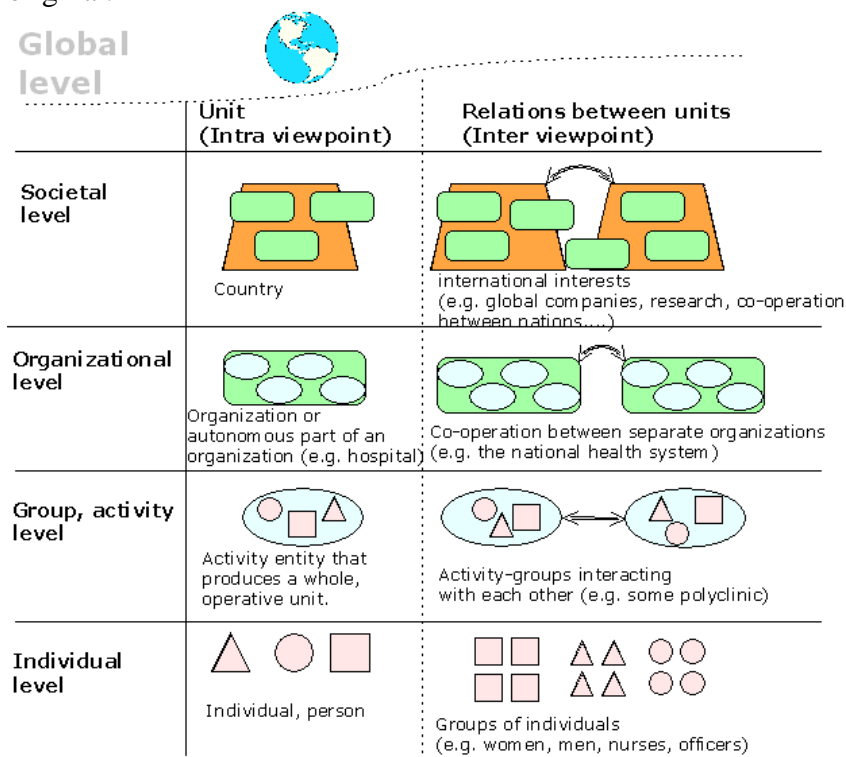 Global
level
Unit
(Intra viewpoint)
Relations between units
(Inter viewpoint)
Societal
level
Country
international interests
(e.g. global companies, research, co-operation
between nations....)
Organizational
level
Organization or
autonomous part of an
organization (e.g. hospital)
Co-operation between separate organizations
(e.g. the national health system)
Group, activity
level
Activity entity that
produces a whole,
operative unit.
Activity-groups interacting
with each other (e.g. some polyclinic)
Individual
level
Individual, person
Groups of individuals
(e.g. women, men, nurses, officers)